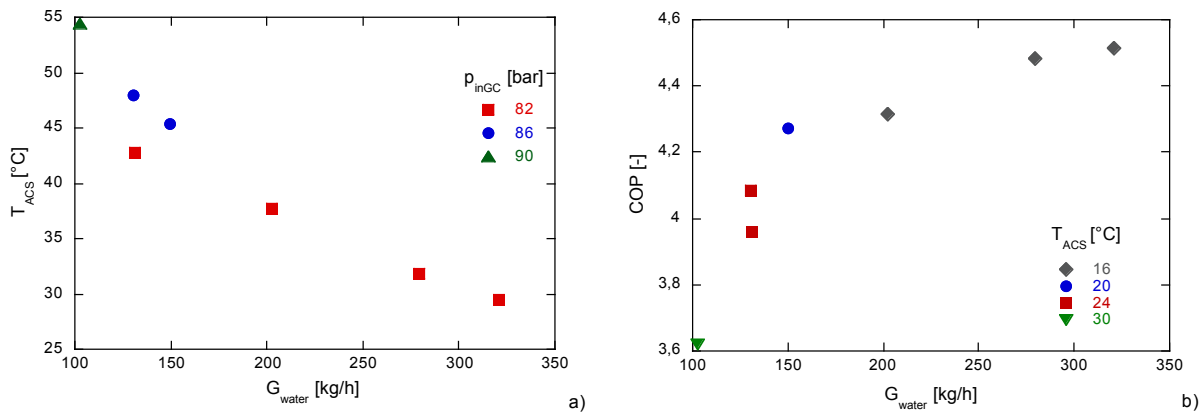 55
50
45
40
35
30
25
T_ACS [°C]
p_inGC [bar]
82
86
90
100 150 200 250 300 350
G_water [kg/h]
a)
4,6
4,4
4,2
4
3,8
3,6
COP [-]
T_ACS [°C]
16
20
24
30
100 150 200 250 300 350
G_water [kg/h]
b)